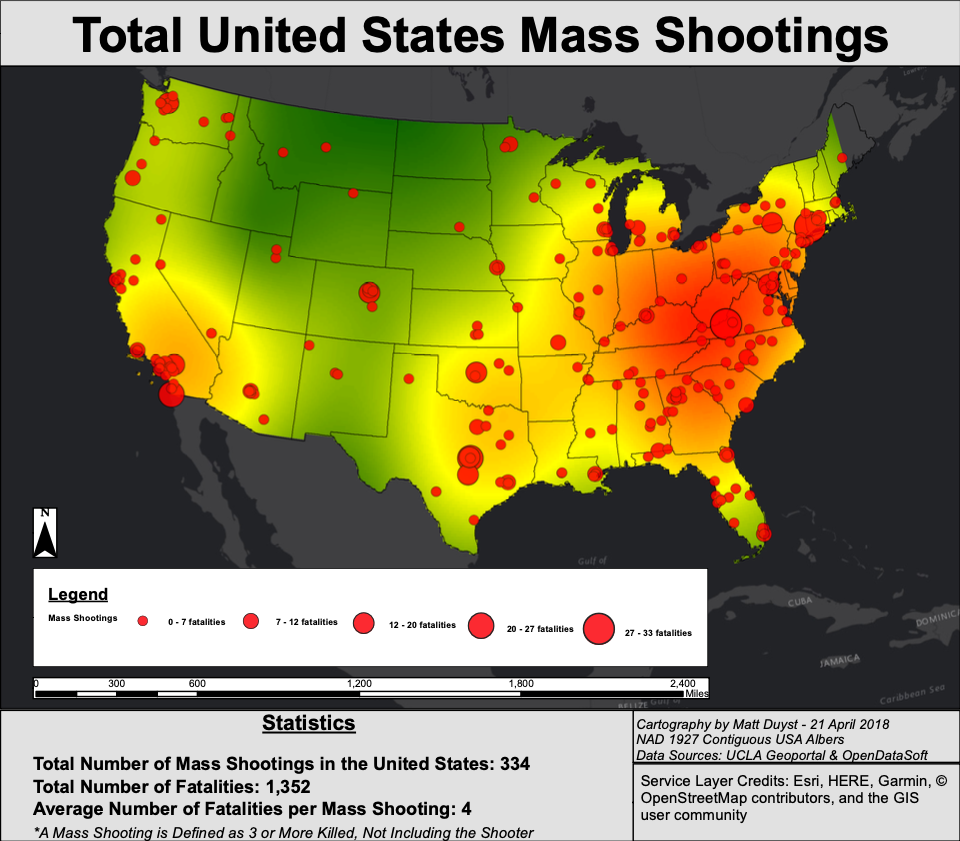 Total United States Mass Shootings
N
Gulf of
CUBA
DOMINIC
JAMAICA
Caribbean Sea
BELIZE
Gulf of
Legend
Mass Shootings
0 - 7 fatalities
7 - 12 fatalities
12 - 20 fatalities
20 - 27 fatalities
27 - 33 fatalities
0 300 600 1,200 1,800 2,400
Miles
Statistics
Total Number of Mass Shootings in the United States: 334
Total Number of Fatalities: 1,352
Average Number of Fatalities per Mass Shooting: 4
*A Mass Shooting is Defined as 3 or More Killed, Not Including the Shooter
Cartography by Matt Duyst - 21 April 2018
NAD 1927 Contiguous USA Albers
Data Sources: UCLA Geoportal & OpenDataSoft
Service Layer Credits: Esri, HERE, Garmin, ©
OpenStreetMap contributors, and the GIS
user community